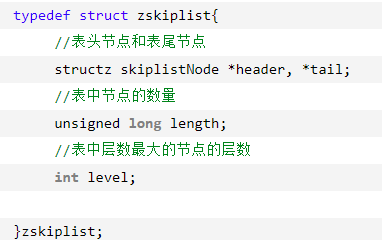 typedef struct zskiplist{
//表头节点和表尾节点
structz skiplistNode *header, *tail;
//表中节点的数量
unsigned long length;
//表中层数最大的节点的层数
int level;
}zskiplist;